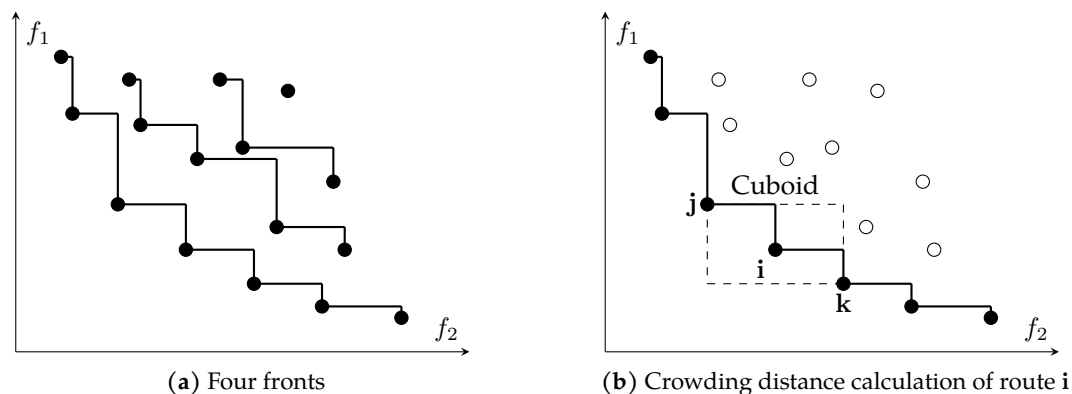 f₁
f₂
(a) Four fronts
f₁
Cuboid
j
i
k
f₂
(b) Crowding distance calculation of route i